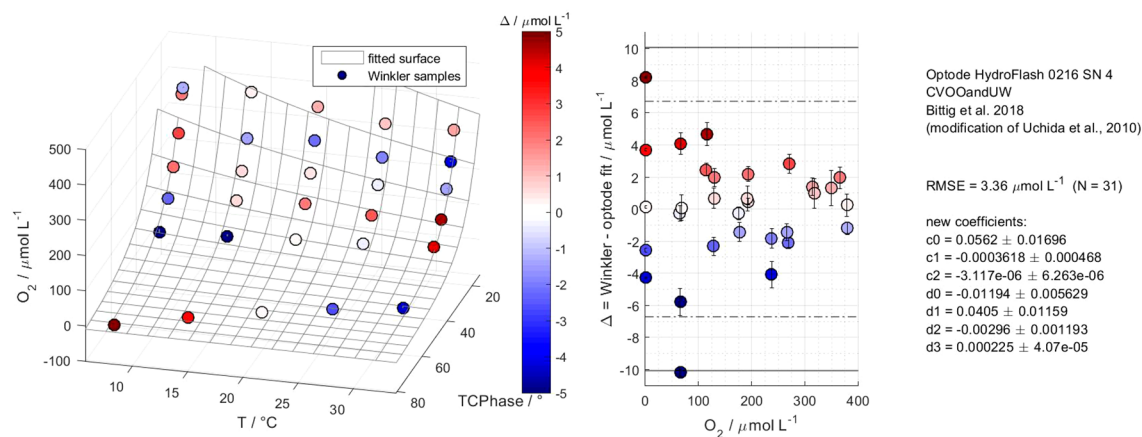 Δ / μmol L⁻¹
fitted surface
Winkler samples
5
4
3
2
1
0
-1
-2
-3
-4
-5
500
400
300
200
100
0
-100
O₂ / μmol L⁻¹
10
15
20
25
30
T / °C
20
40
60
80
TCPhase / °
10
8
6
4
2
0
-2
-4
-6
-8
-10
Δ = Winkler - optode fit / μmol L⁻¹
0
100
200
300
400
O₂ / μmol L⁻¹
Optode HydroFlash 0216 SN 4
CVOOandUW
Bittig et al. 2018
(modification of Uchida et al., 2010)
RMSE = 3.36 μmol L⁻¹ (N = 31)
new coefficients:
c0 = 0.0562 ± 0.01696
c1 = -0.0003618 ± 0.000468
c2 = -3.117e-06 ± 6.263e-06
d0 = -0.01194 ± 0.005629
d1 = 0.0405 ± 0.01159
d2 = -0.00296 ± 0.001193
d3 = 0.000225 ± 4.07e-05